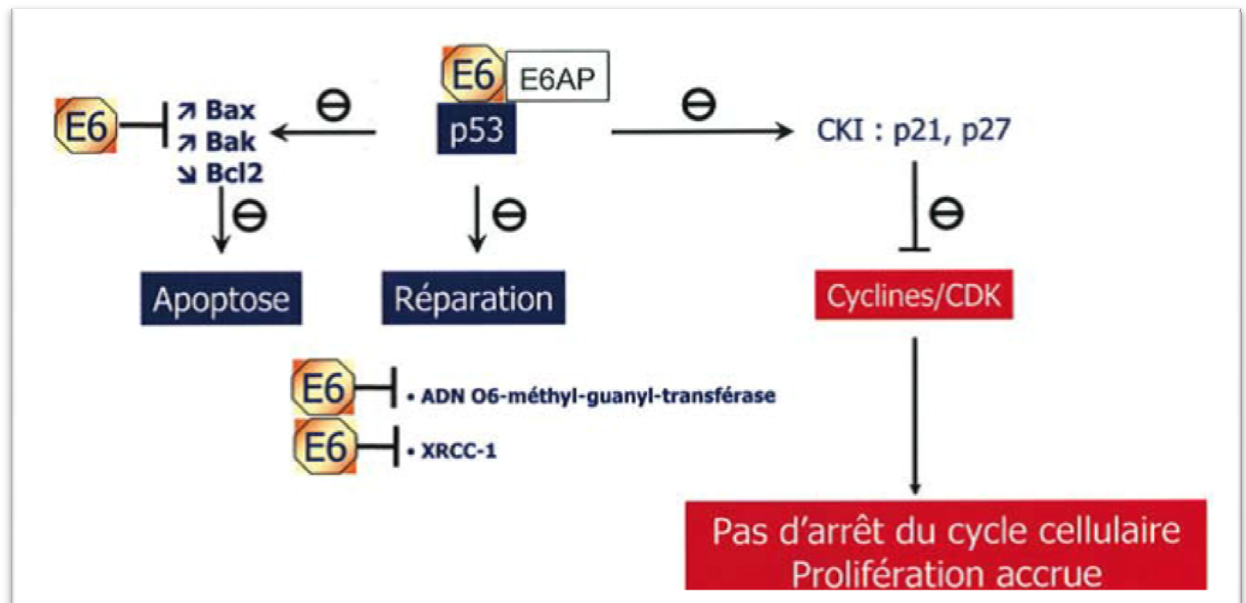 E6
E6AP
p53
E6
↗ Bax
↗ Bak
↘ Bcl2
CKI : p21, p27
Apoptose
Réparation
Cyclines/CDK
E6
• ADN O6-méthyl-guanyl-transférase
E6
• XRCC-1
Pas d'arrêt du cycle cellulaire
Prolifération accrue